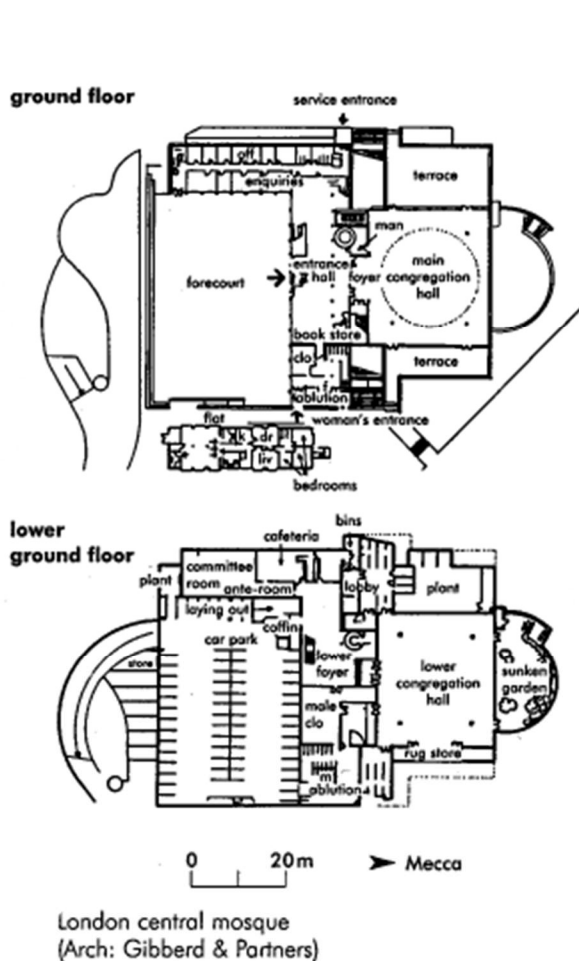 ground floor
service entrance
off
enquiries
terrace
man
entrance
hall
foyer
main
congregation
hall
forecourt
book store
clo
terrace
f
ablution
woman's entrance
flat
k
dr
liv
bedrooms
lower
ground floor
bins
cafeteria
committee
room
plant
ante-room
lobby
plant
laying out
coffin
car park
store
lower
foyer
lower
congregation
hall
sunken
garden
male
clo
rug store
m
ablution
0
20m
Mecca
London central mosque
(Arch: Gibberd & Partners)